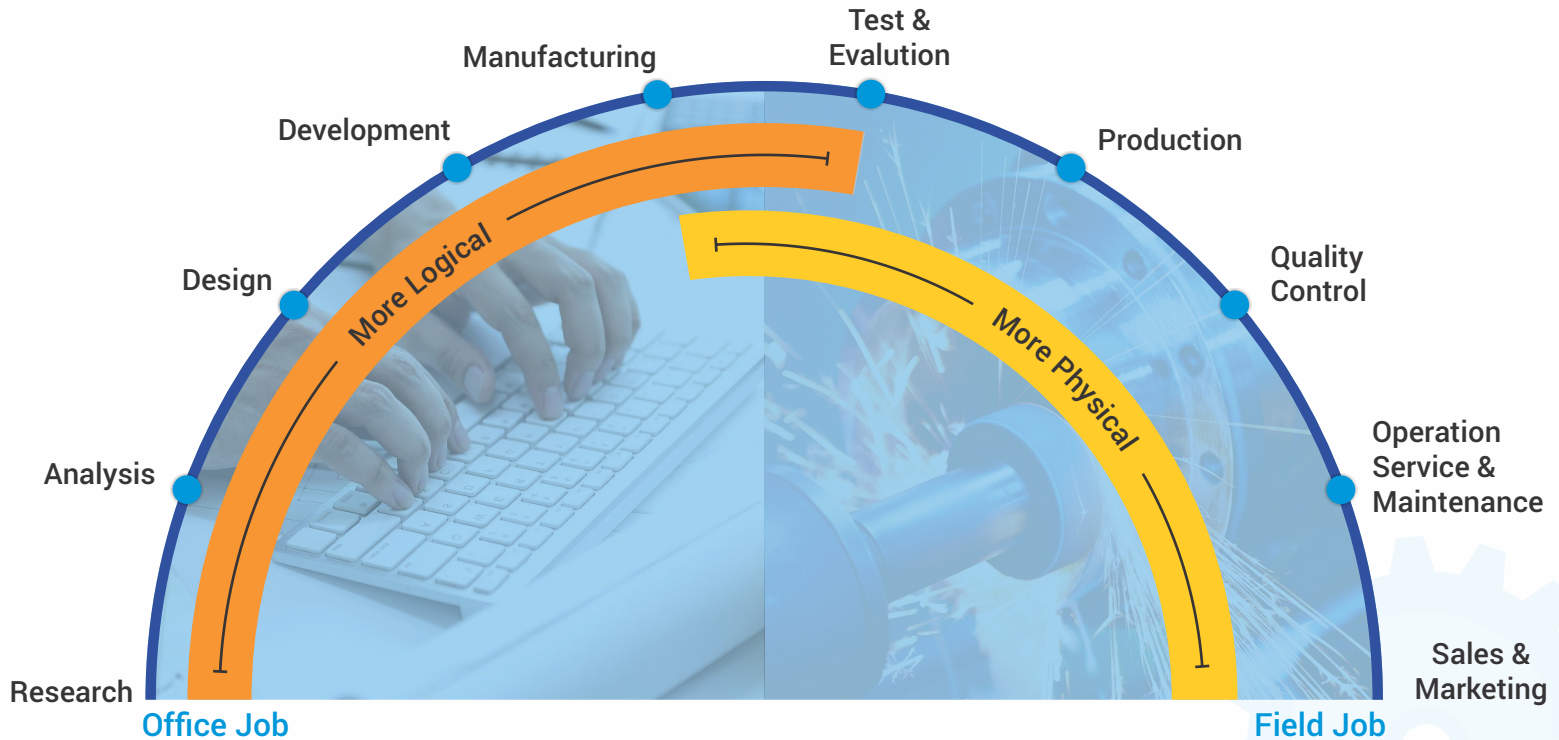 Test &
Evalution
Manufacturing
Development
Production
Design
Quality
Control
More Logical
More Physical
Analysis
Operation
Service &
Maintenance
Research
Sales &
Marketing
Office Job
Field Job